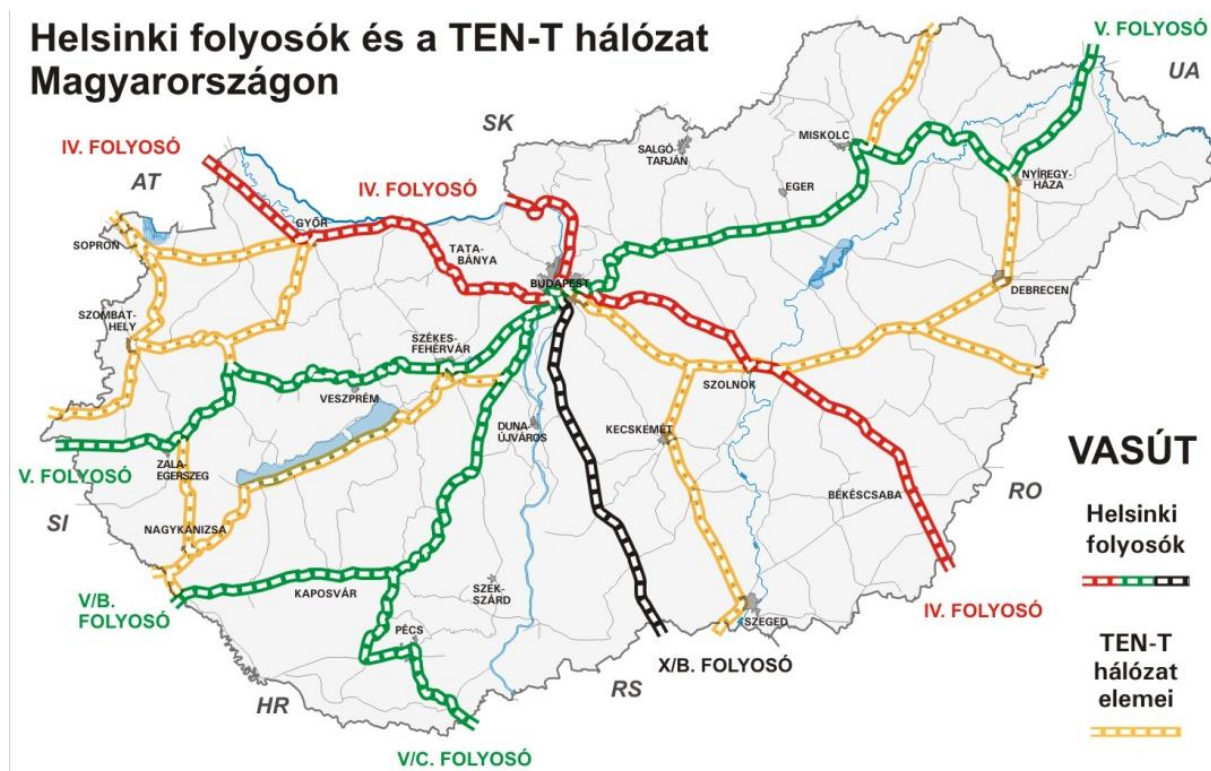 Helsinki folyosók és a TEN-T hálózat
Magyarországon
V. FOLYOSÓ
UA
SK
IV. FOLYOSÓ
AT
IV. FOLYOSÓ
MISKOLC
SALGÓ-
TARJÁN
EGER
NYÍREGY-
HÁZA
GYŐR
SOPRON
TATA-
BÁNYA
BUDAPEST
DEBRECEN
SZOMBAT-
HELY
SZÉKES-
FEHÉRVÁR
VESZPRÉM
SZOLNOK
DUNA-
ÚJVÁROS
KECSKEMÉT
V. FOLYOSÓ
ZALA-
EGERSZEG
BÉKÉSCSABA
RO
SI
NAGYKANIZSA
V/B.
FOLYOSÓ
KAPOSVÁR
SZEK-
SZÁRD
PÉCS
SZEGED
IV. FOLYOSÓ
X/B. FOLYOSÓ
RS
HR
V/C. FOLYOSÓ
VASÚT
Helsinki
folyosók
TEN-T
hálózat
elemei